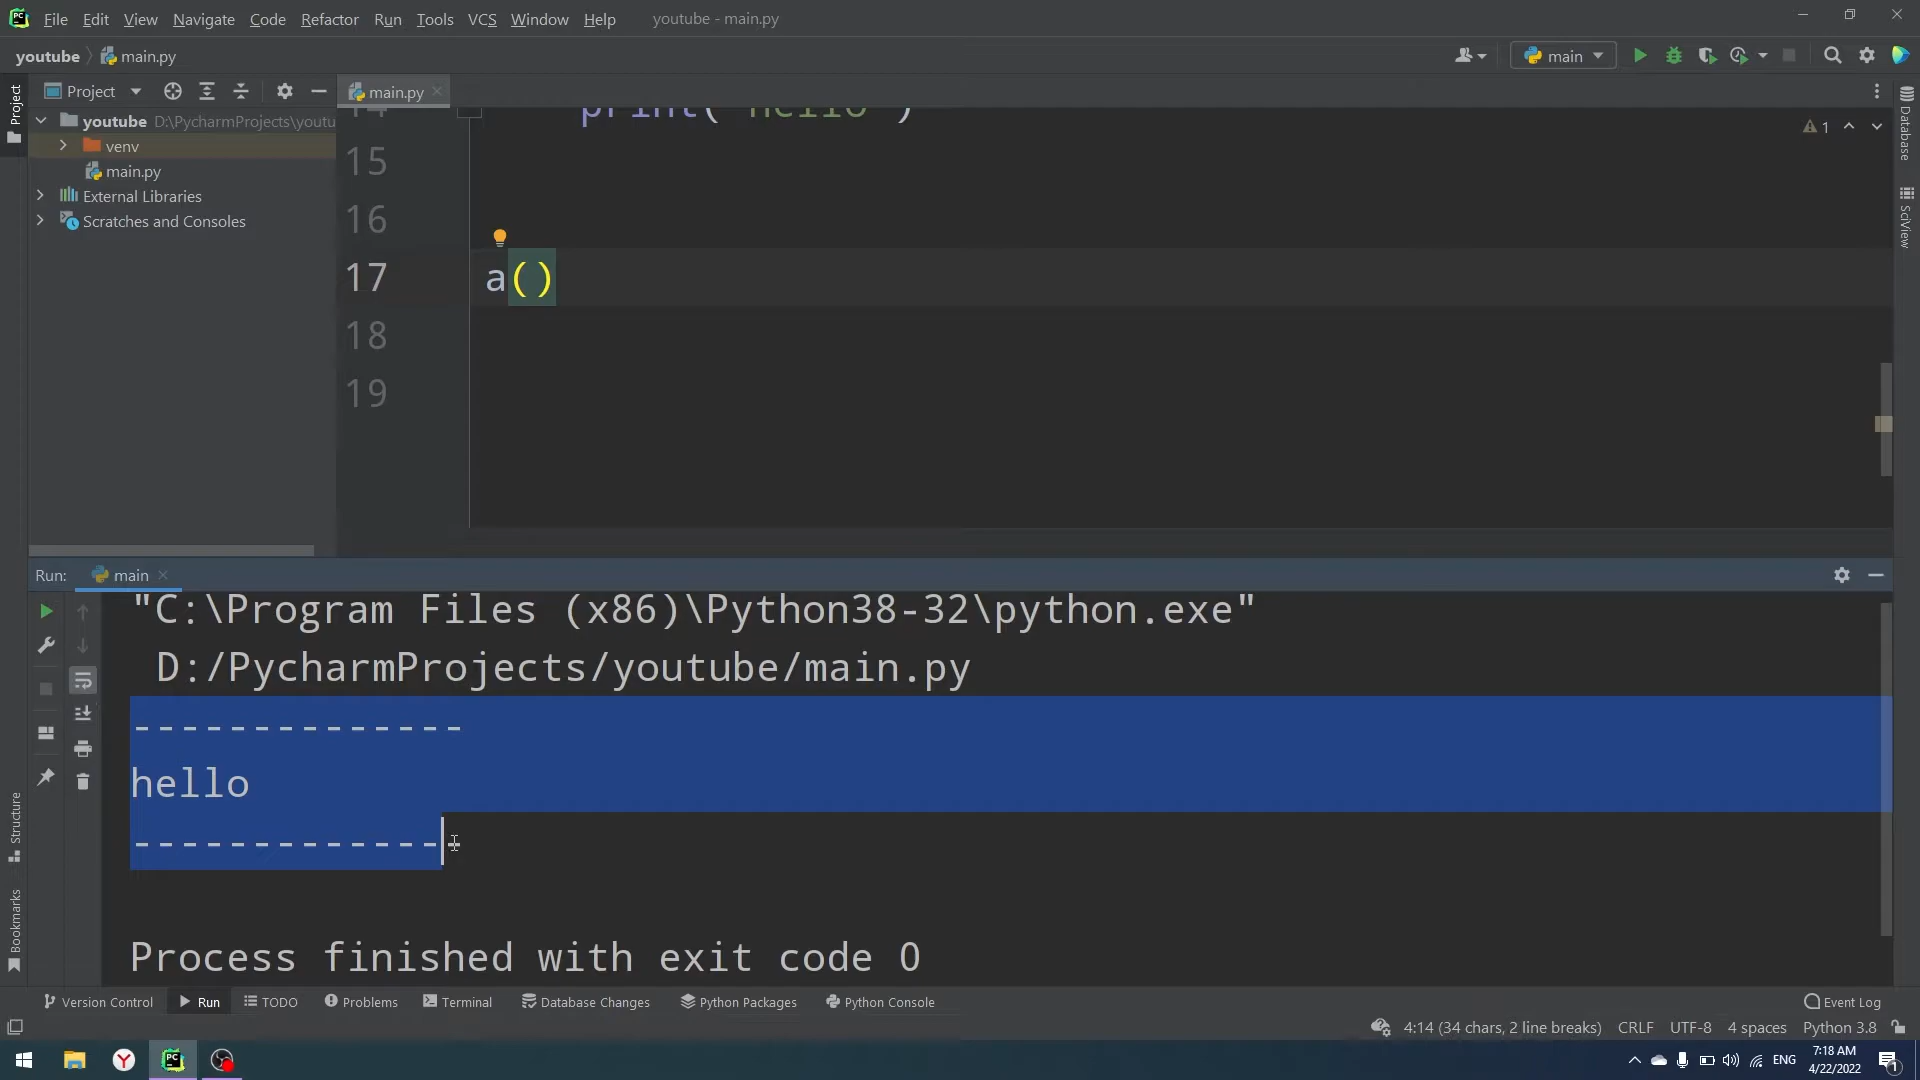 File Edit View Navigate Code Refactor Run Tools VCS Window Help youtube - main.py
youtube main.py
main
Project
Project
main.py
youtube D:\PycharmProjects\youtu
venv
main.py
External Libraries
Scratches and Consoles
14 print('hello')
1
15
16
17 a()
18
19
Database
SciView
Run: main
"C:\Program Files (x86)\Python38-32\python.exe"
D:/PycharmProjects/youtube/main.py
--------------
hello
--------------
Process finished with exit code 0
Structure
Bookmarks
Version Control Run TODO Problems Terminal Database Changes Python Packages Python Console Event Log
4:14 (34 chars, 2 line breaks) CRLF UTF-8 4 spaces Python 3.8
ENG 7:18 AM
4/22/2022
1